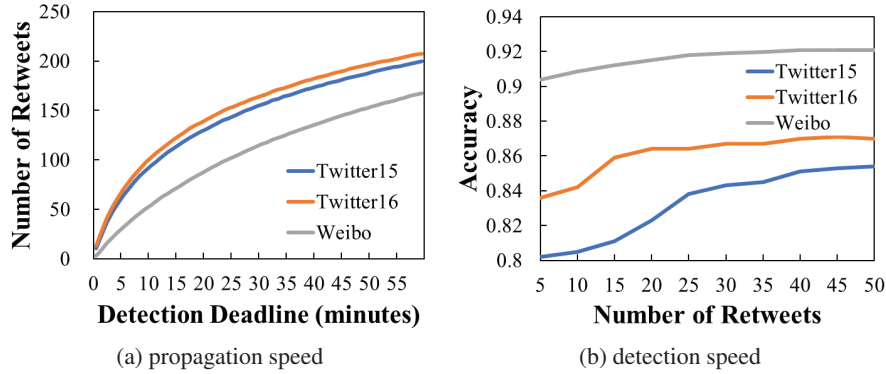 Number of Retweets
250
200
150
100
50
0
Twitter15
Twitter16
Weibo
0 5 10 15 20 25 30 35 40 45 50 55
Detection Deadline (minutes)
(a) propagation speed
Accuracy
0.94
0.92
0.9
0.88
0.86
0.84
0.82
0.8
Twitter15
Twitter16
Weibo
5 10 15 20 25 30 35 40 45 50
Number of Retweets
(b) detection speed